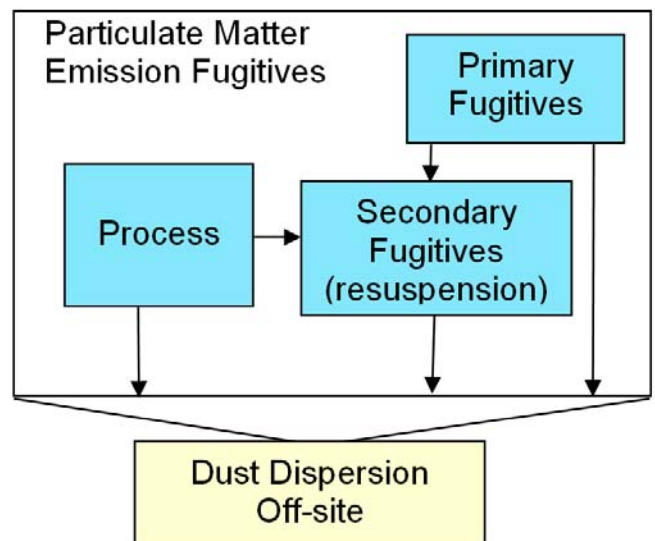 Particulate Matter
Emission Fugitives
Primary
Fugitives
Process
Secondary
Fugitives
(resuspension)
Dust Dispersion
Off-site